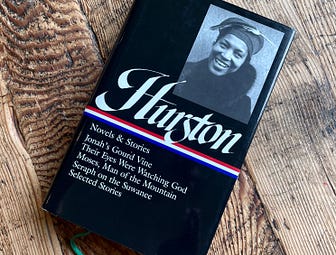 Hurston
Novels & Stories
Jonah's Gourd Vine
Their Eyes Were Watching God
Moses, Man of the Mountain
Seraph on the Suwanee
Selected Stories